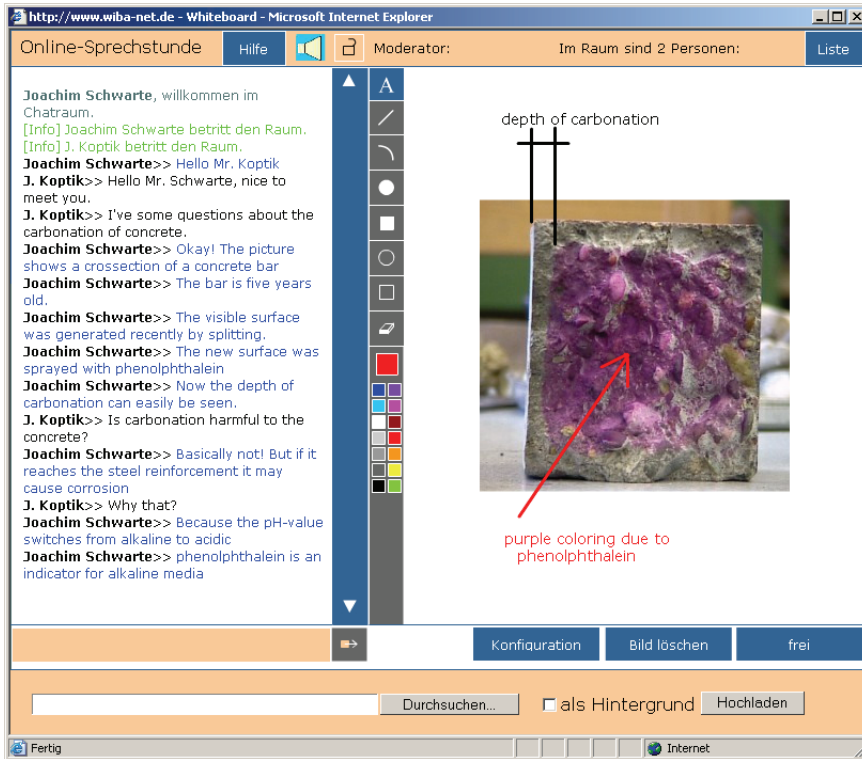 http://www.wiba-net.de - Whiteboard - Microsoft Internet Explorer
Online-Sprechstunde
Hilfe
Moderator:
Im Raum sind 2 Personen:
Liste
Joachim Schwarte, willkommen im
Chatraum.
[Info] Joachim Schwarte betritt den Raum.
[Info] J. Koptik betritt den Raum.
Joachim Schwarte>> Hello Mr. Koptik
J. Koptik>> Hello Mr. Schwarte, nice to
meet you.
J. Koptik>> I've some questions about the
carbonation of concrete.
Joachim Schwarte>> Okay! The picture
shows a crossection of a concrete bar
Joachim Schwarte>> The bar is five years
old.
Joachim Schwarte>> The visible surface
was generated recently by splitting.
Joachim Schwarte>> The new surface was
sprayed with phenolphthalein
Joachim Schwarte>> Now the depth of
carbonation can easily be seen.
J. Koptik>> Is carbonation harmful to the
concrete?
Joachim Schwarte>> Basically not! But if it
reaches the steel reinforcement it may
cause corrosion
J. Koptik>> Why that?
Joachim Schwarte>> Because the pH-value
switches from alkaline to acidic
Joachim Schwarte>> phenolphthalein is an
indicator for alkaline media
A
depth of carbonation
purple coloring due to
phenolphthalein
Konfiguration
Bild löschen
frei
Durchsuchen...
als Hintergrund
Hochladen
Fertig
Internet